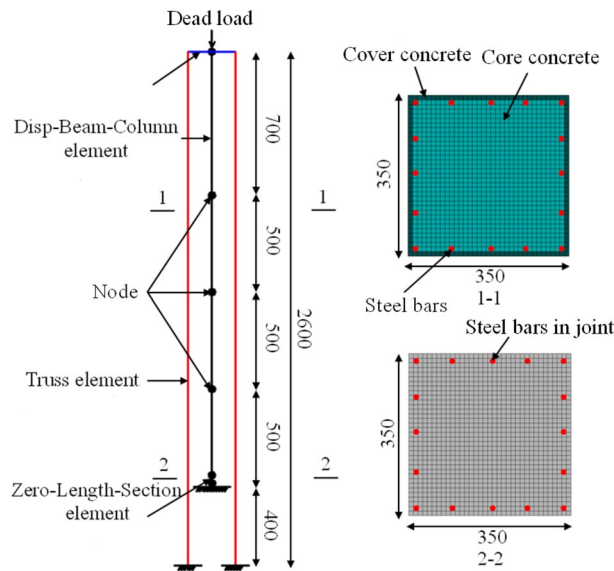 Dead load
Disp-Beam-Column
element
1
1
Node
Truss element
2
2
Zero-Length-Section
element
700
500
500
500
400
2600
Cover concrete
Core concrete
350
350
Steel bars
1-1
Steel bars in joint
350
350
2-2